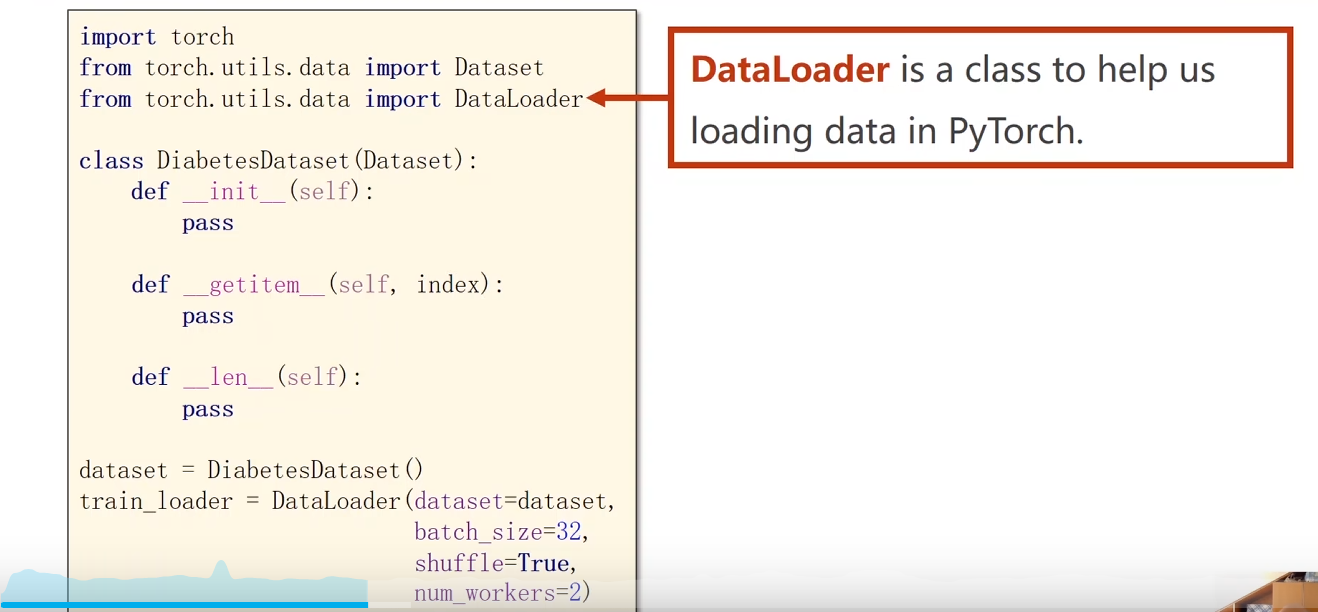 import torch
from torch.utils.data import Dataset
from torch.utils.data import DataLoader
class DiabetesDataset(Dataset):
    def __init__(self):
        pass
    def __getitem__(self, index):
        pass
    def __len__(self):
        pass
dataset = DiabetesDataset()
train_loader = DataLoader(dataset=dataset,
                          batch_size=32,
                          shuffle=True,
                          num_workers=2)
DataLoader is a class to help us
loading data in PyTorch.